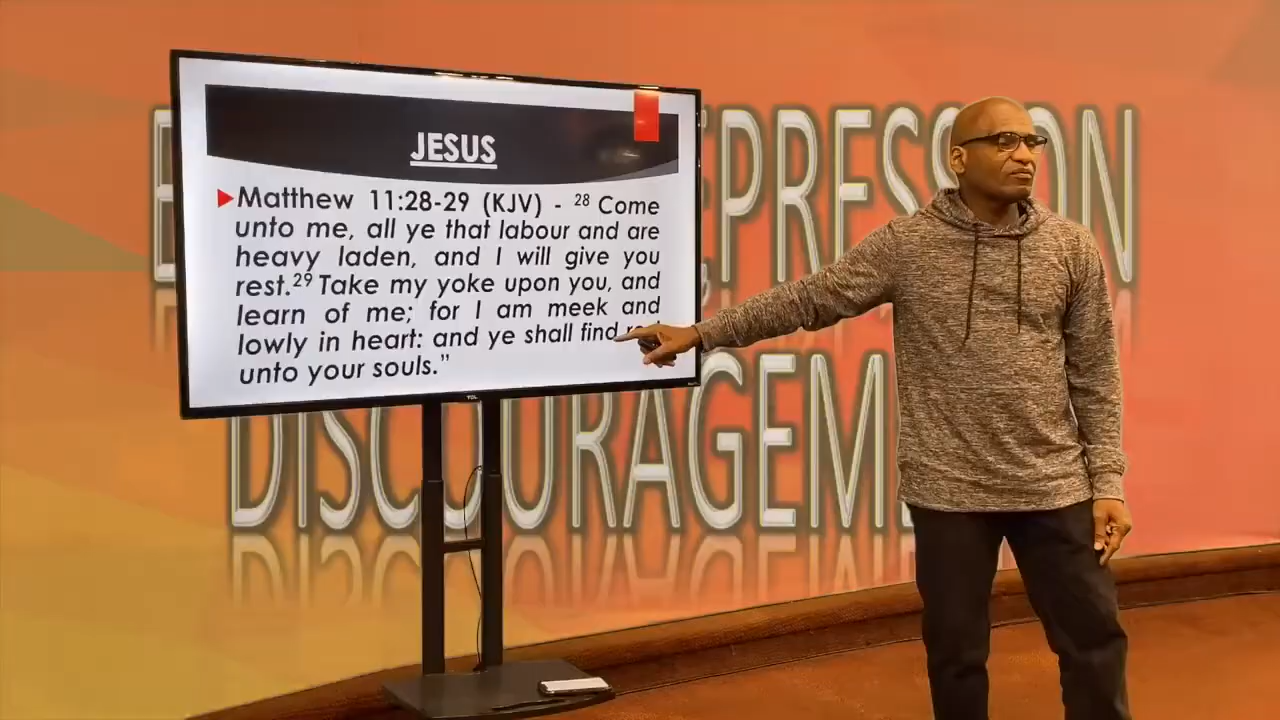 JESUS
Matthew 11:28-29 (KJV) - 28 Come
unto me, all ye that labour and are
heavy laden, and I will give you
rest.29 Take my yoke upon you, and
learn of me; for I am meek and
lowly in heart: and ye shall find
unto your souls.”
TCL